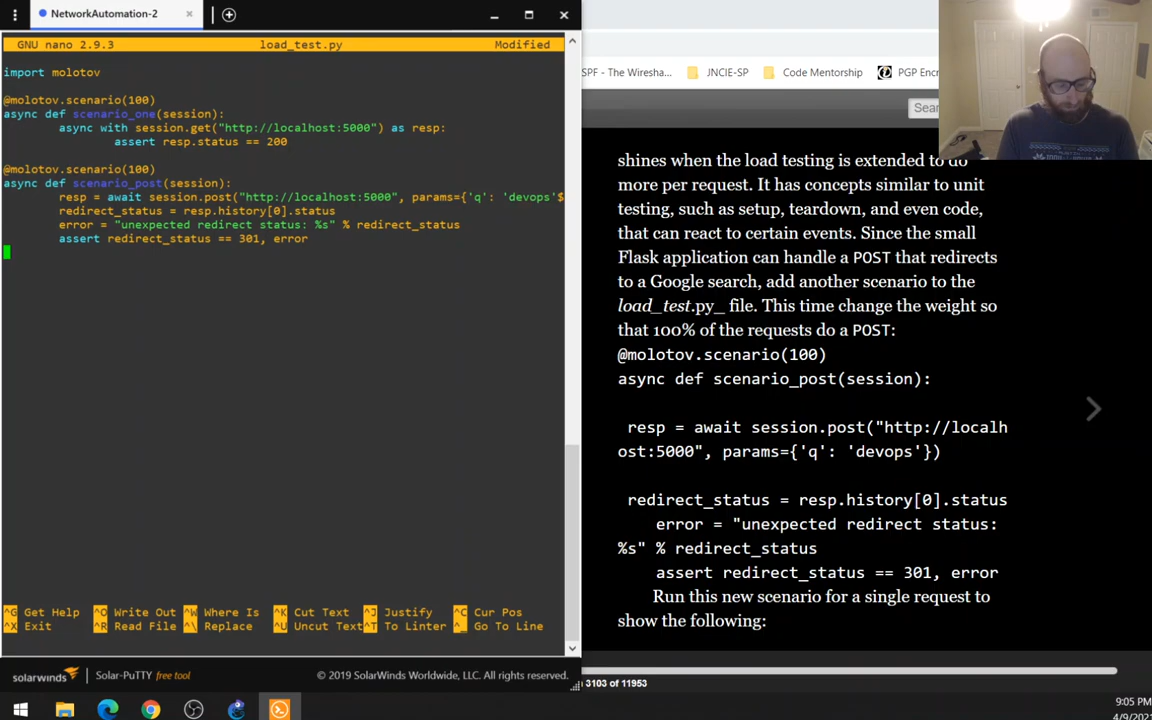 NetworkAutomation-2
GNU nano 2.9.3 load_test.py Modified
import molotov
@molotov.scenario(100)
async def scenario_one(session):
async with session.get("http://localhost:5000") as resp:
assert resp.status == 200
@molotov.scenario(100)
async def scenario_post(session):
resp = await session.post("http://localhost:5000", params={'q': 'devops'$
redirect_status = resp.history[0].status
error = "unexpected redirect status: %s" % redirect_status
assert redirect_status == 301, error
^G Get Help ^O Write Out ^W Where Is ^K Cut Text ^J Justify ^C Cur Pos
^X Exit ^R Read File ^\ Replace ^U Uncut Text ^T To Linter ^_ Go To Line
solarwinds Solar-PuTTY free tool © 2019 SolarWinds Worldwide, LLC. All rights reserved.
SPF - The Wiresha... JNCIE-SP Code Mentorship PGP Encr
Sear
shines when the load testing is extended to do
more per request. It has concepts similar to unit
testing, such as setup, teardown, and even code,
that can react to certain events. Since the small
Flask application can handle a POST that redirects
to a Google search, add another scenario to the
load_test.py_ file. This time change the weight so
that 100% of the requests do a POST:
@molotov.scenario(100)
async def scenario_post(session):
resp = await session.post("http://localh
ost:5000", params={'q': 'devops'})
redirect_status = resp.history[0].status
error = "unexpected redirect status:
%s" % redirect_status
assert redirect_status == 301, error
Run this new scenario for a single request to
show the following:
3103 of 11953
9:05 PM